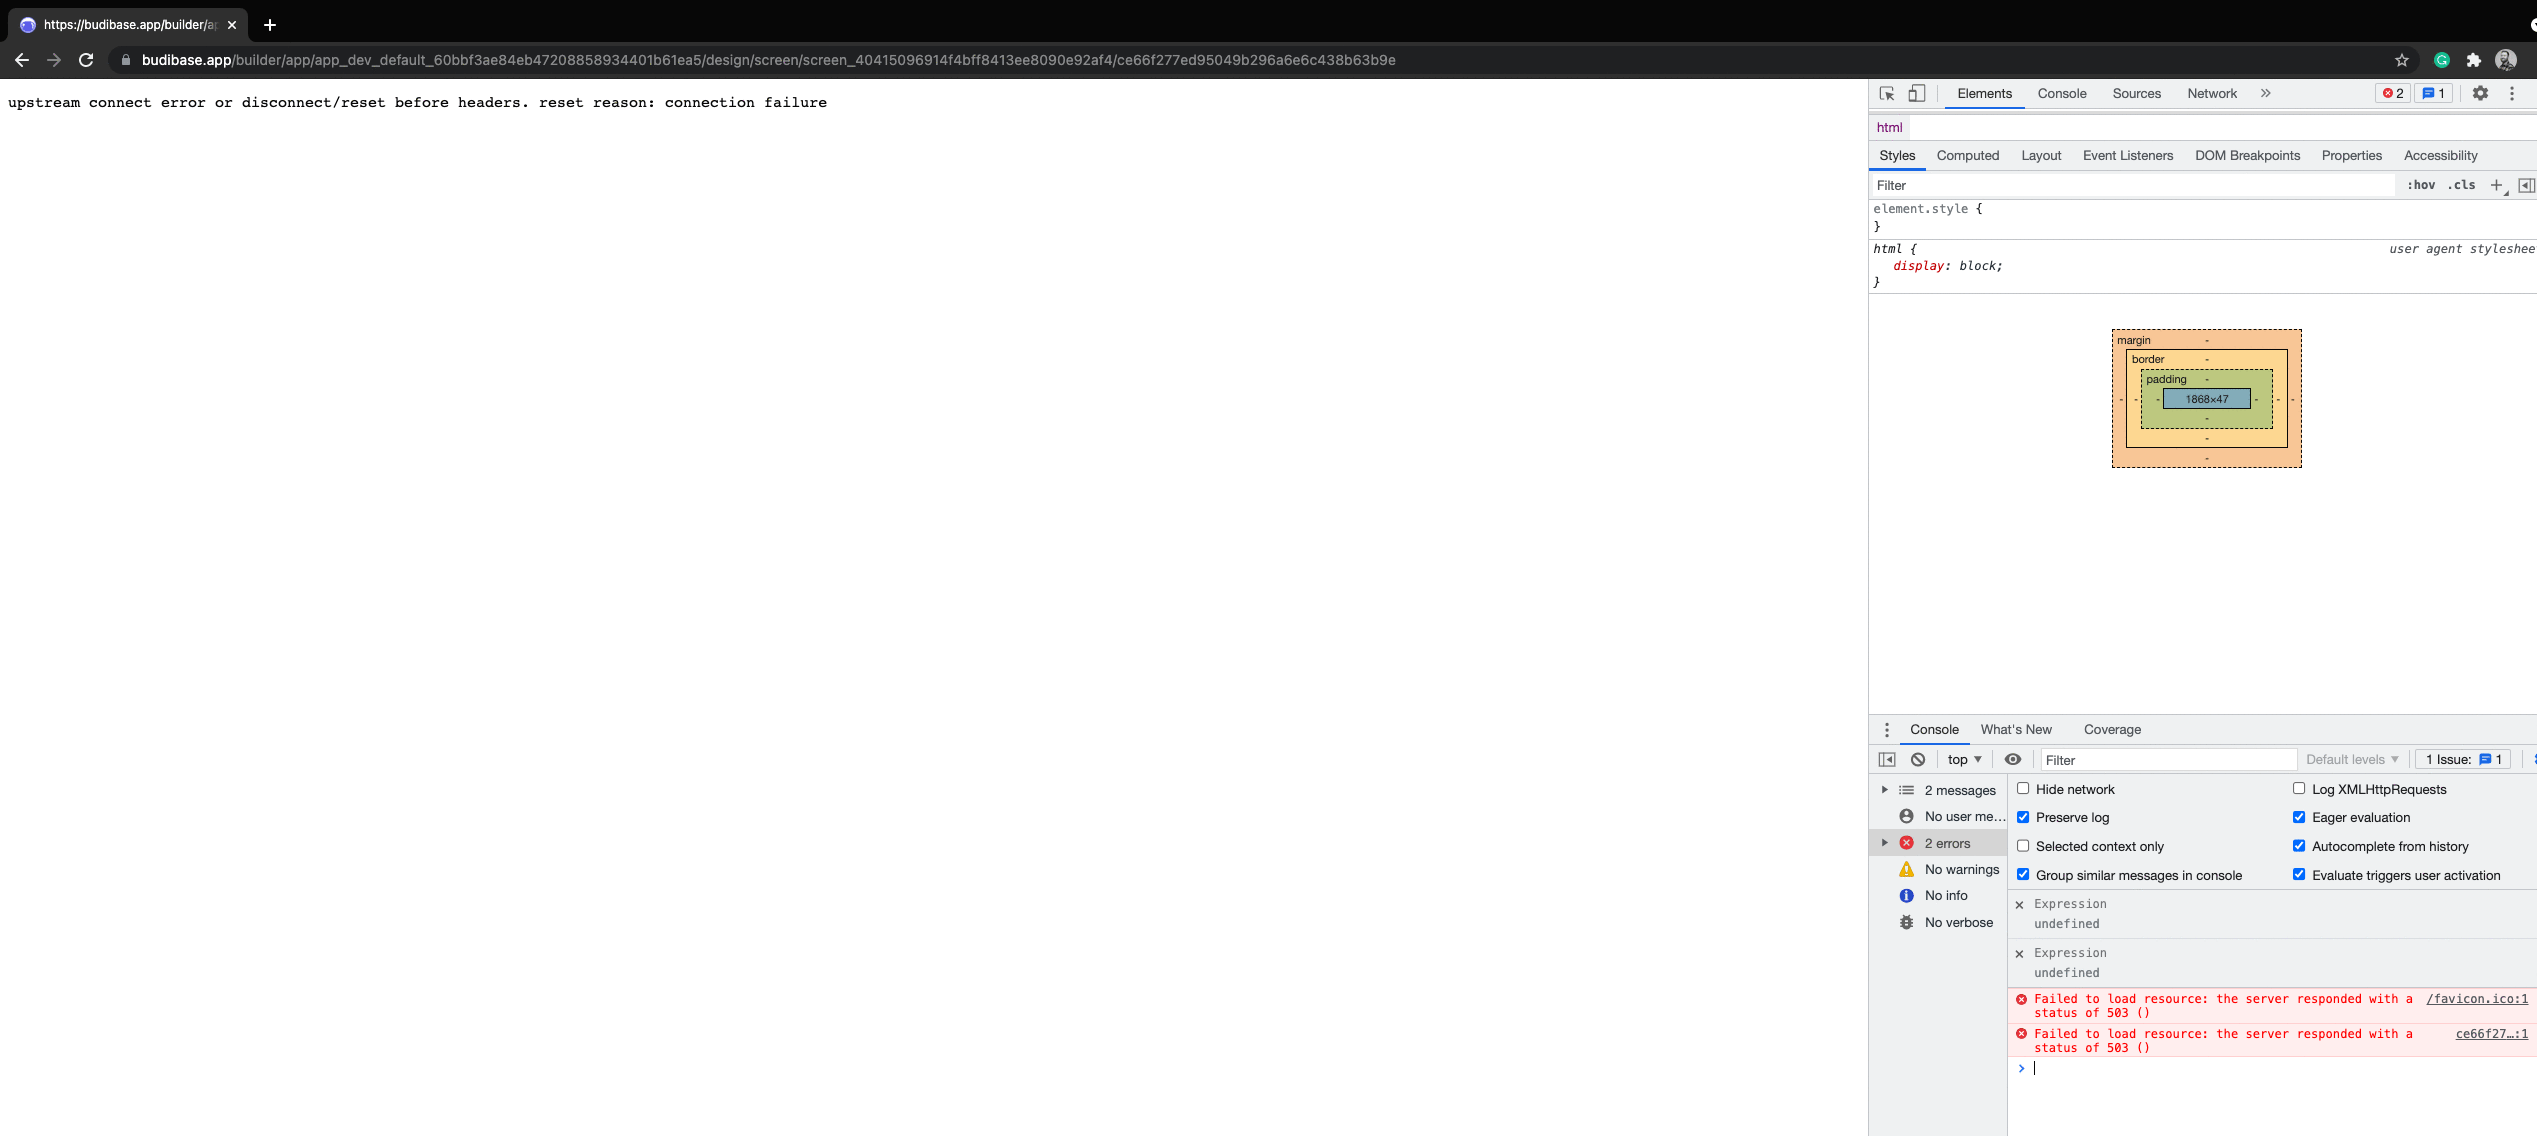 https://budibase.app/builder/ap
budibase.app/builder/app/app_dev_default_60bbf3ae84eb47208858934401b61ea5/design/screen/screen_40415096914f4bff8413ee8090e92af4/ce66f277ed95049b296a6e6c438b63b9e
upstream connect error or disconnect/reset before headers. reset reason: connection failure
Elements Console Sources Network » 2 1
html
Styles Computed Layout Event Listeners DOM Breakpoints Properties Accessibility
Filter :hov .cls +
element.style {
}
html { user agent styleshee
display: block;
}
margin -
border -
padding -
- - - 1868×47 - - -
-
-
-
Console What's New Coverage
top ▼ Filter Default levels ▼ 1 Issue: 1
2 messages
No user me…
2 errors
No warnings
No info
No verbose
Hide network Log XMLHttpRequests
Preserve log Eager evaluation
Selected context only Autocomplete from history
Group similar messages in console Evaluate triggers user activation
Expression
undefined
Expression
undefined
Failed to load resource: the server responded with a /favicon.ico:1
status of 503 ()
Failed to load resource: the server responded with a ce66f27…:1
status of 503 ()
>